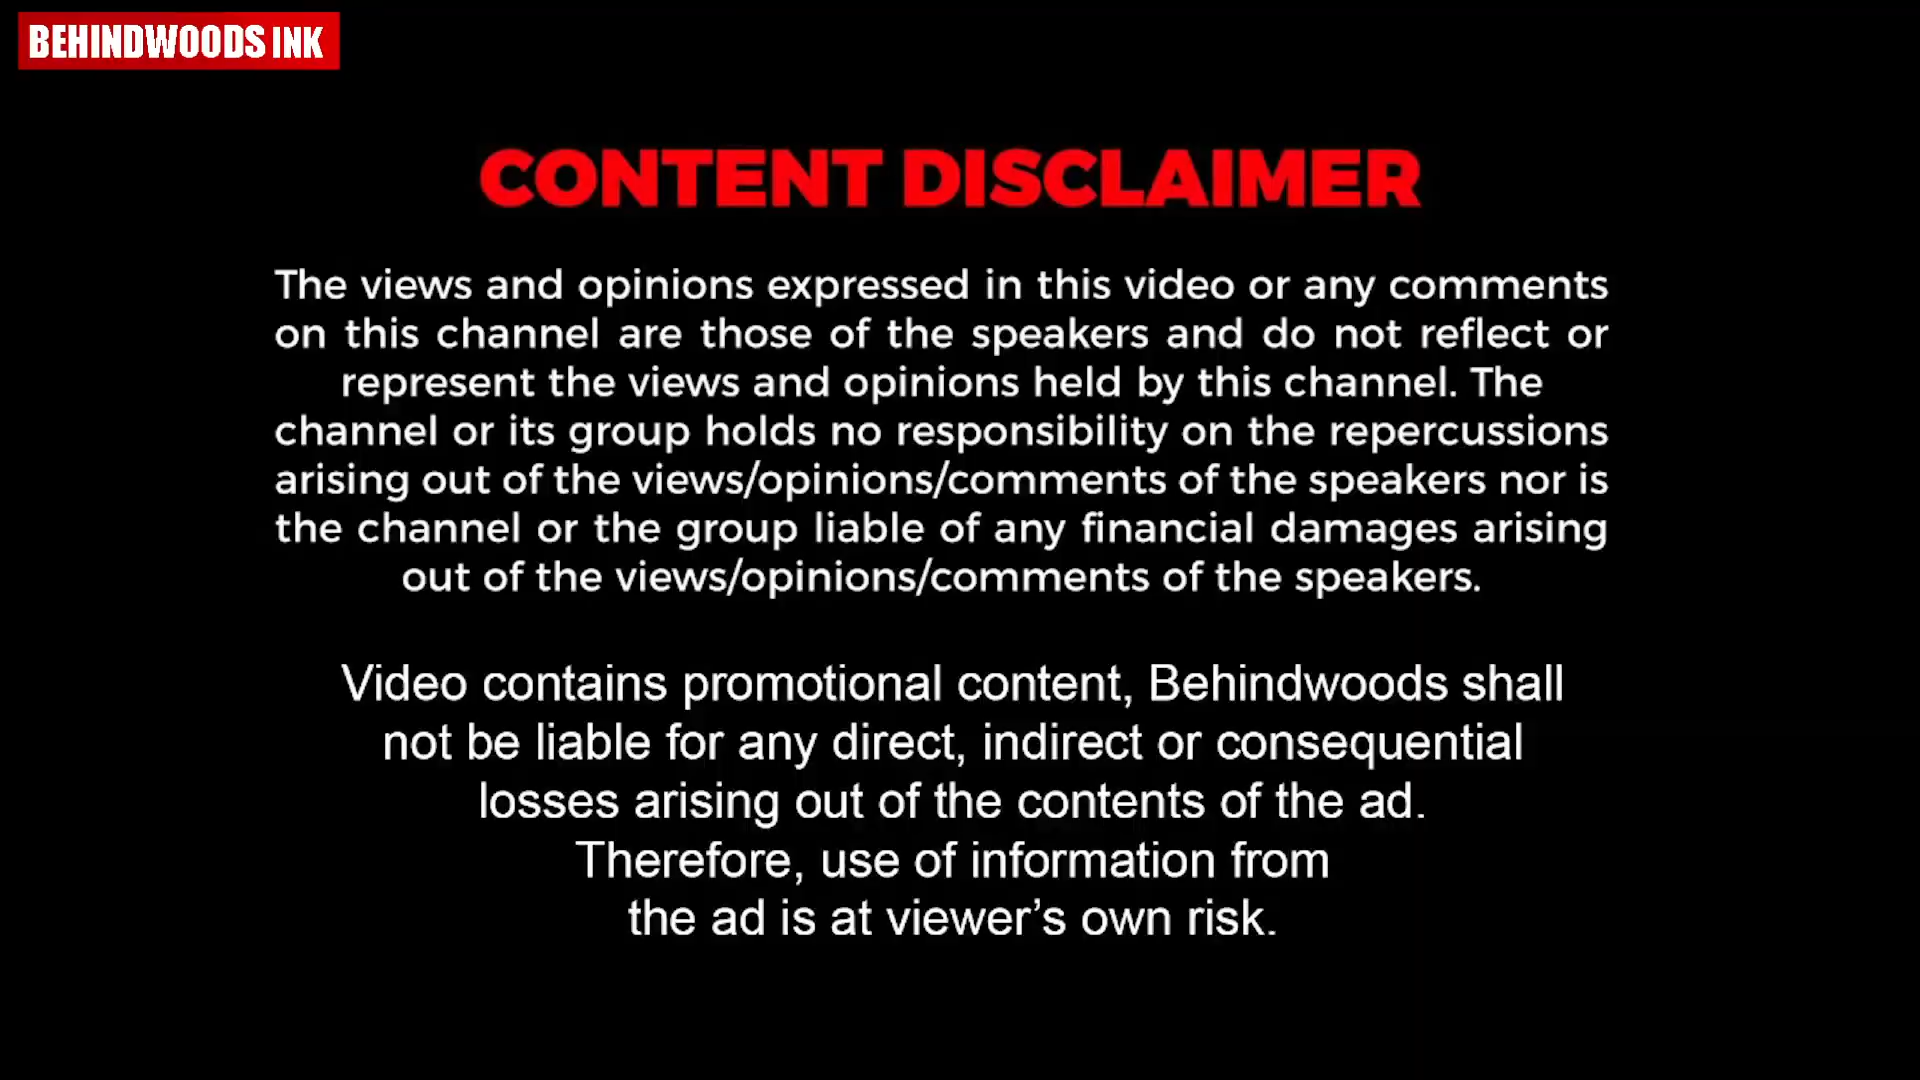 BEHINDWOODS INK
CONTENT DISCLAIMER
The views and opinions expressed in this video or any comments
on this channel are those of the speakers and do not reflect or
represent the views and opinions held by this channel. The
channel or its group holds no responsibility on the repercussions
arising out of the views/opinions/comments of the speakers nor is
the channel or the group liable of any financial damages arising
out of the views/opinions/comments of the speakers.
Video contains promotional content, Behindwoods shall
not be liable for any direct, indirect or consequential
losses arising out of the contents of the ad.
Therefore, use of information from
the ad is at viewer’s own risk.